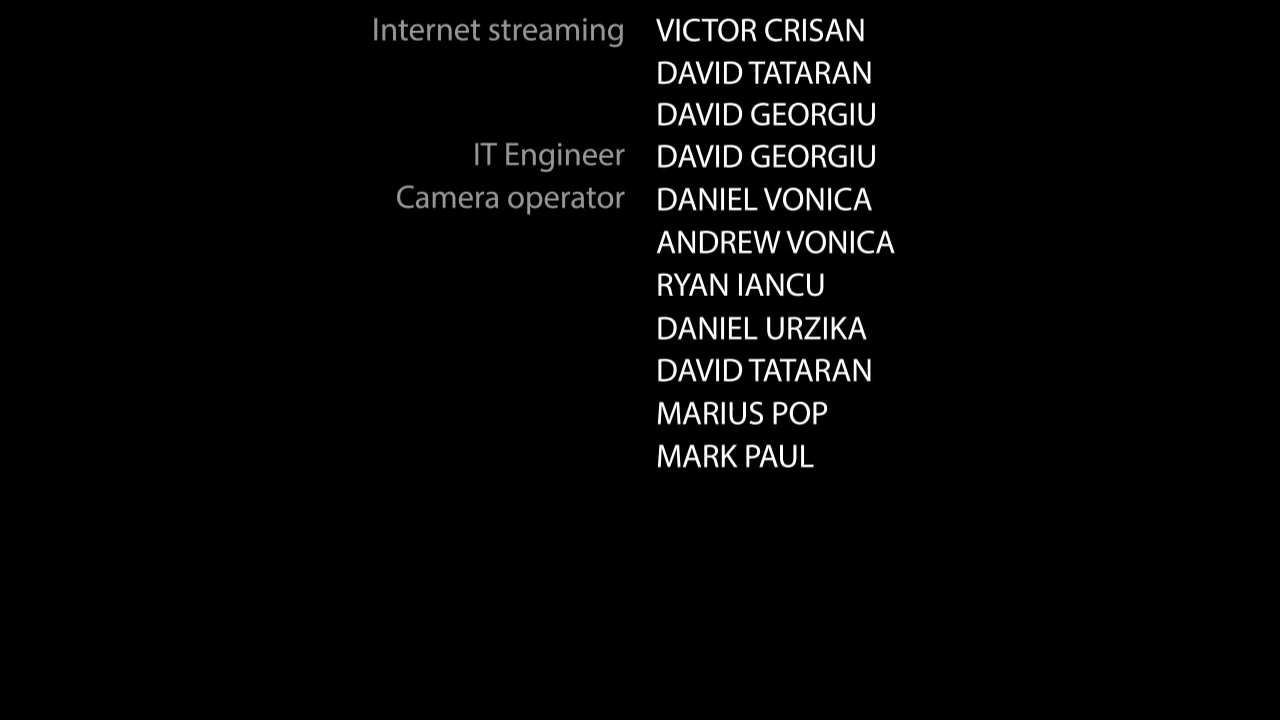 Internet streaming VICTOR CRISAN
DAVID TATARAN
DAVID GEORGIU
IT Engineer DAVID GEORGIU
Camera operator DANIEL VONICA
ANDREW VONICA
RYAN IANCU
DANIEL URZIKA
DAVID TATARAN
MARIUS POP
MARK PAUL